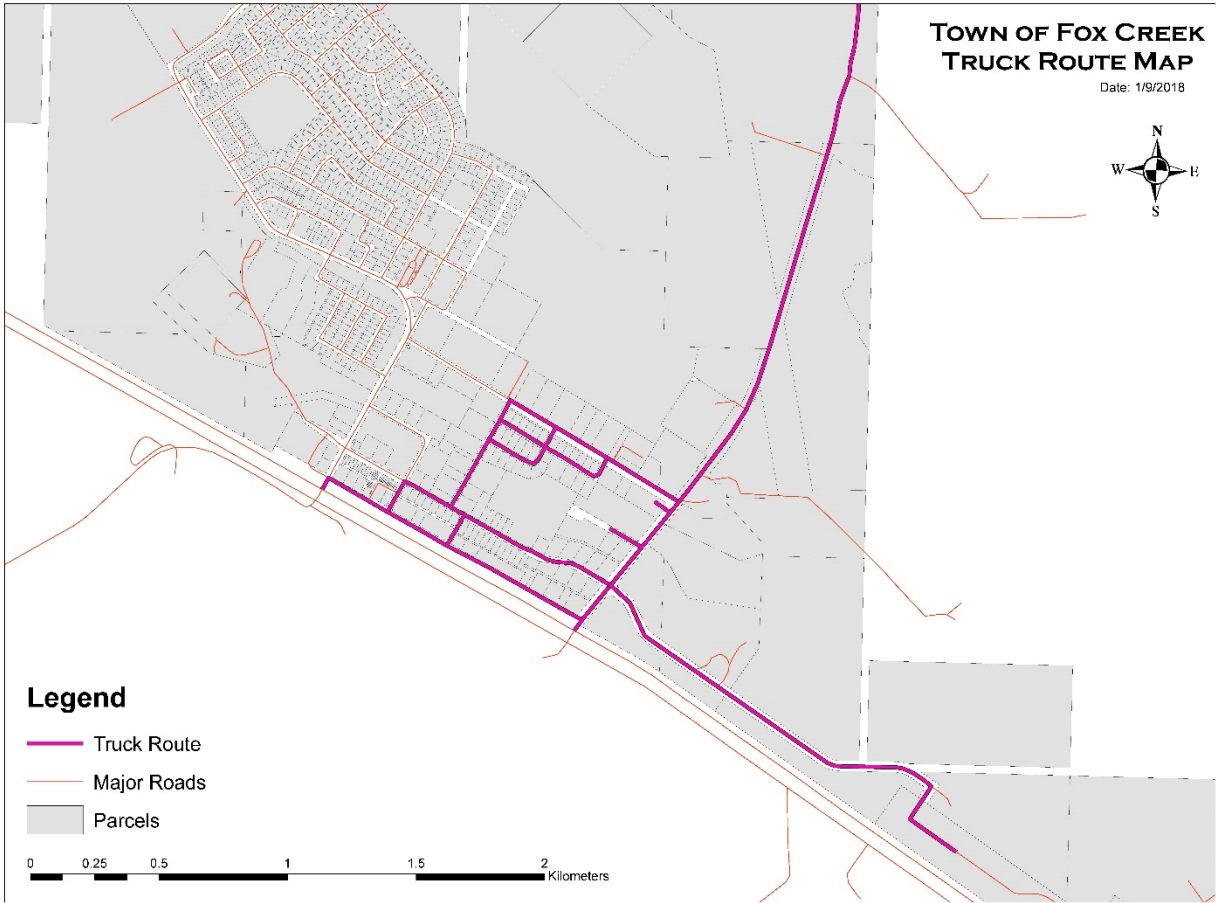 TOWN OF FOX CREEK
TRUCK ROUTE MAP
Date: 1/9/2018
N
W E
S
Legend
Truck Route
Major Roads
Parcels
0 0.25 0.5 1 1.5 2
Kilometers